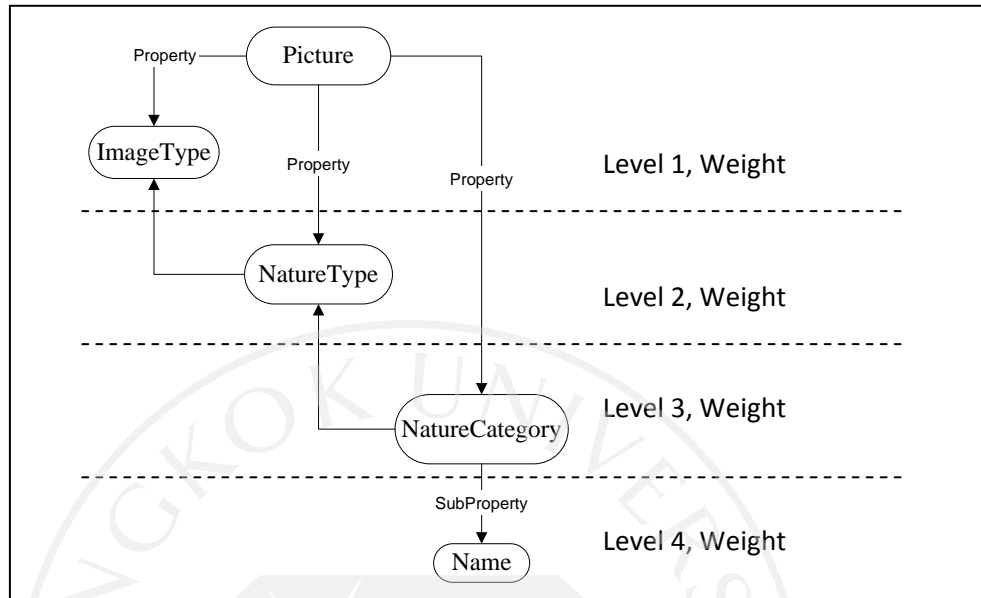 Property
Picture
ImageType
Property
Property
Level 1, Weight
NatureType
Level 2, Weight
NatureCategory
Level 3, Weight
SubProperty
Name
Level 4, Weight